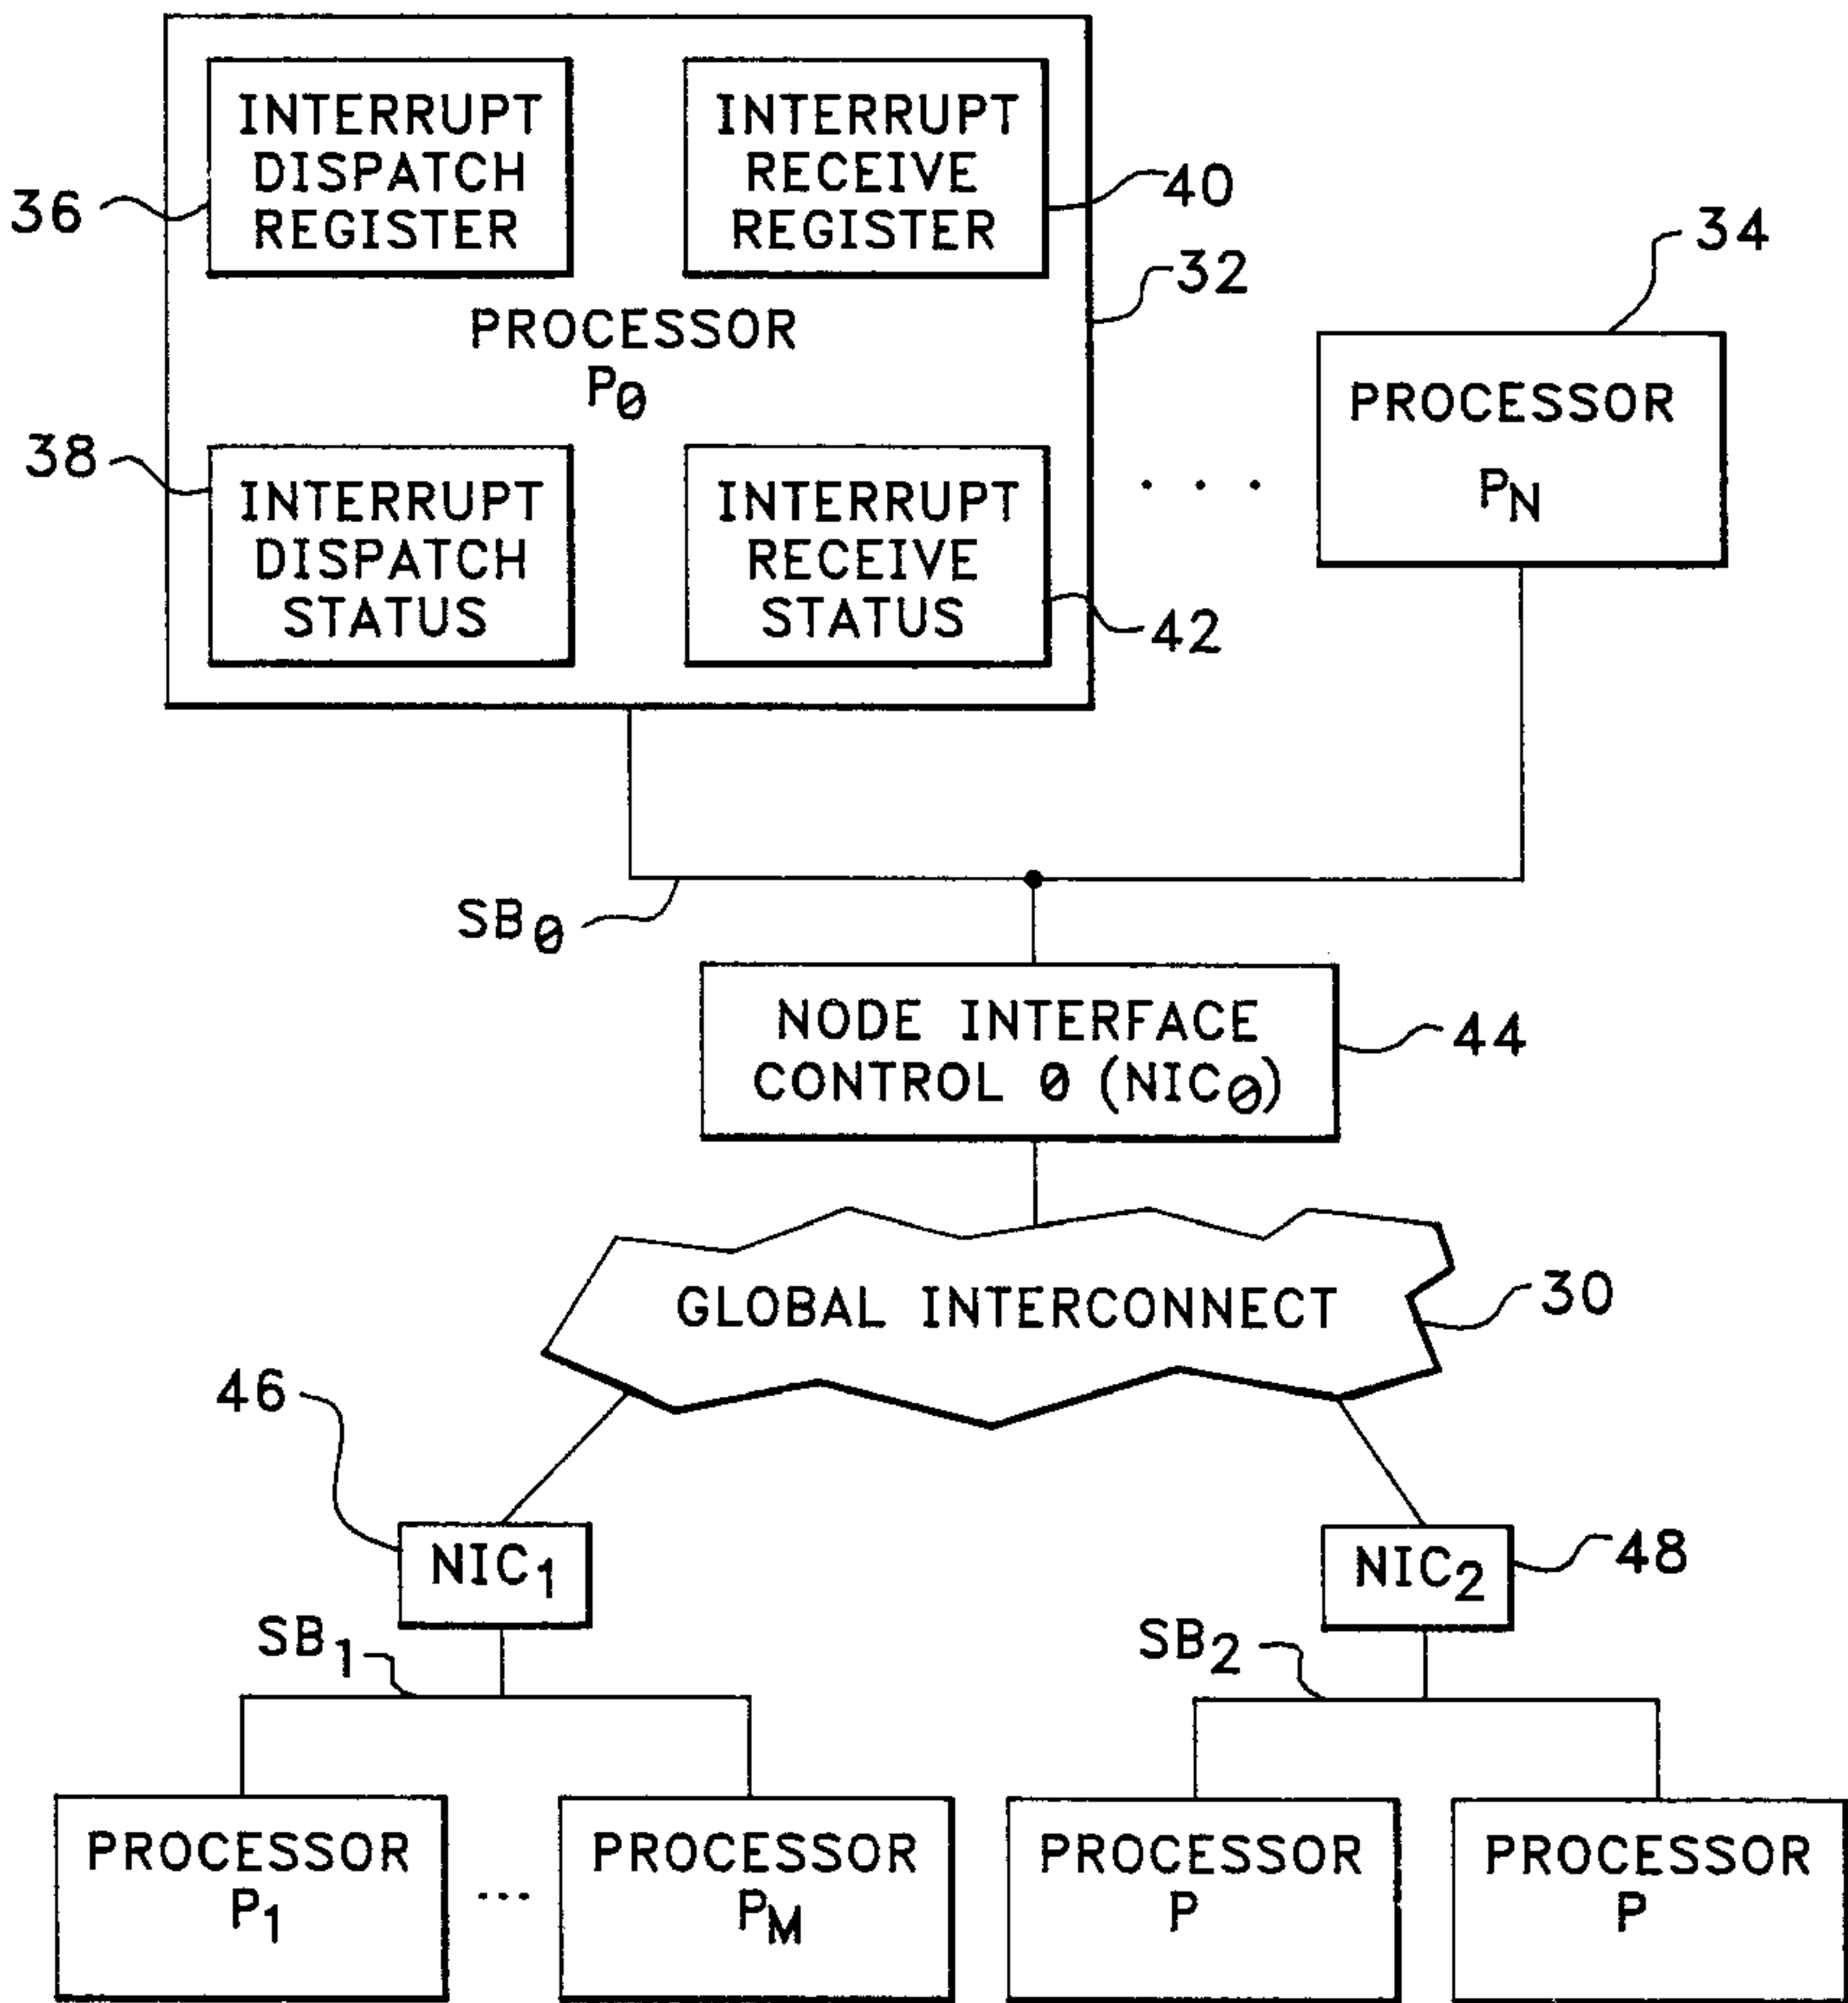 INTERRUPT
DISPATCH
REGISTER
36
INTERRUPT
RECEIVE
REGISTER
40
32
PROCESSOR
P0
34
PROCESSOR
PN
38
INTERRUPT
DISPATCH
STATUS
INTERRUPT
RECEIVE
STATUS
42
. . .
SB0
NODE INTERFACE
CONTROL 0 (NIC0)
44
GLOBAL INTERCONNECT
30
46
NIC1
NIC2
48
SB1
SB2
PROCESSOR
P1
...
PROCESSOR
PM
PROCESSOR
P
PROCESSOR
P